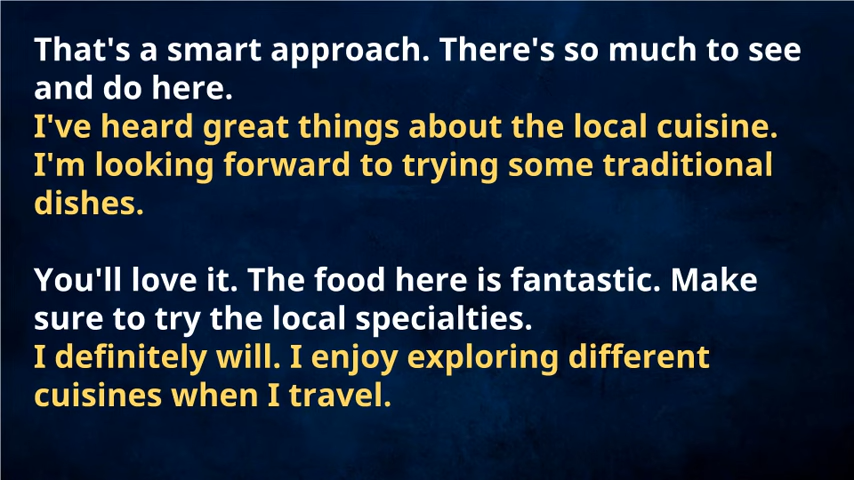 That's a smart approach. There's so much to see
and do here.
I've heard great things about the local cuisine.
I'm looking forward to trying some traditional
dishes.
You'll love it. The food here is fantastic. Make
sure to try the local specialties.
I definitely will. I enjoy exploring different
cuisines when I travel.